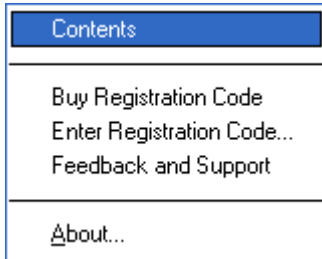 Contents
Buy Registration Code
Enter Registration Code...
Feedback and Support
About...